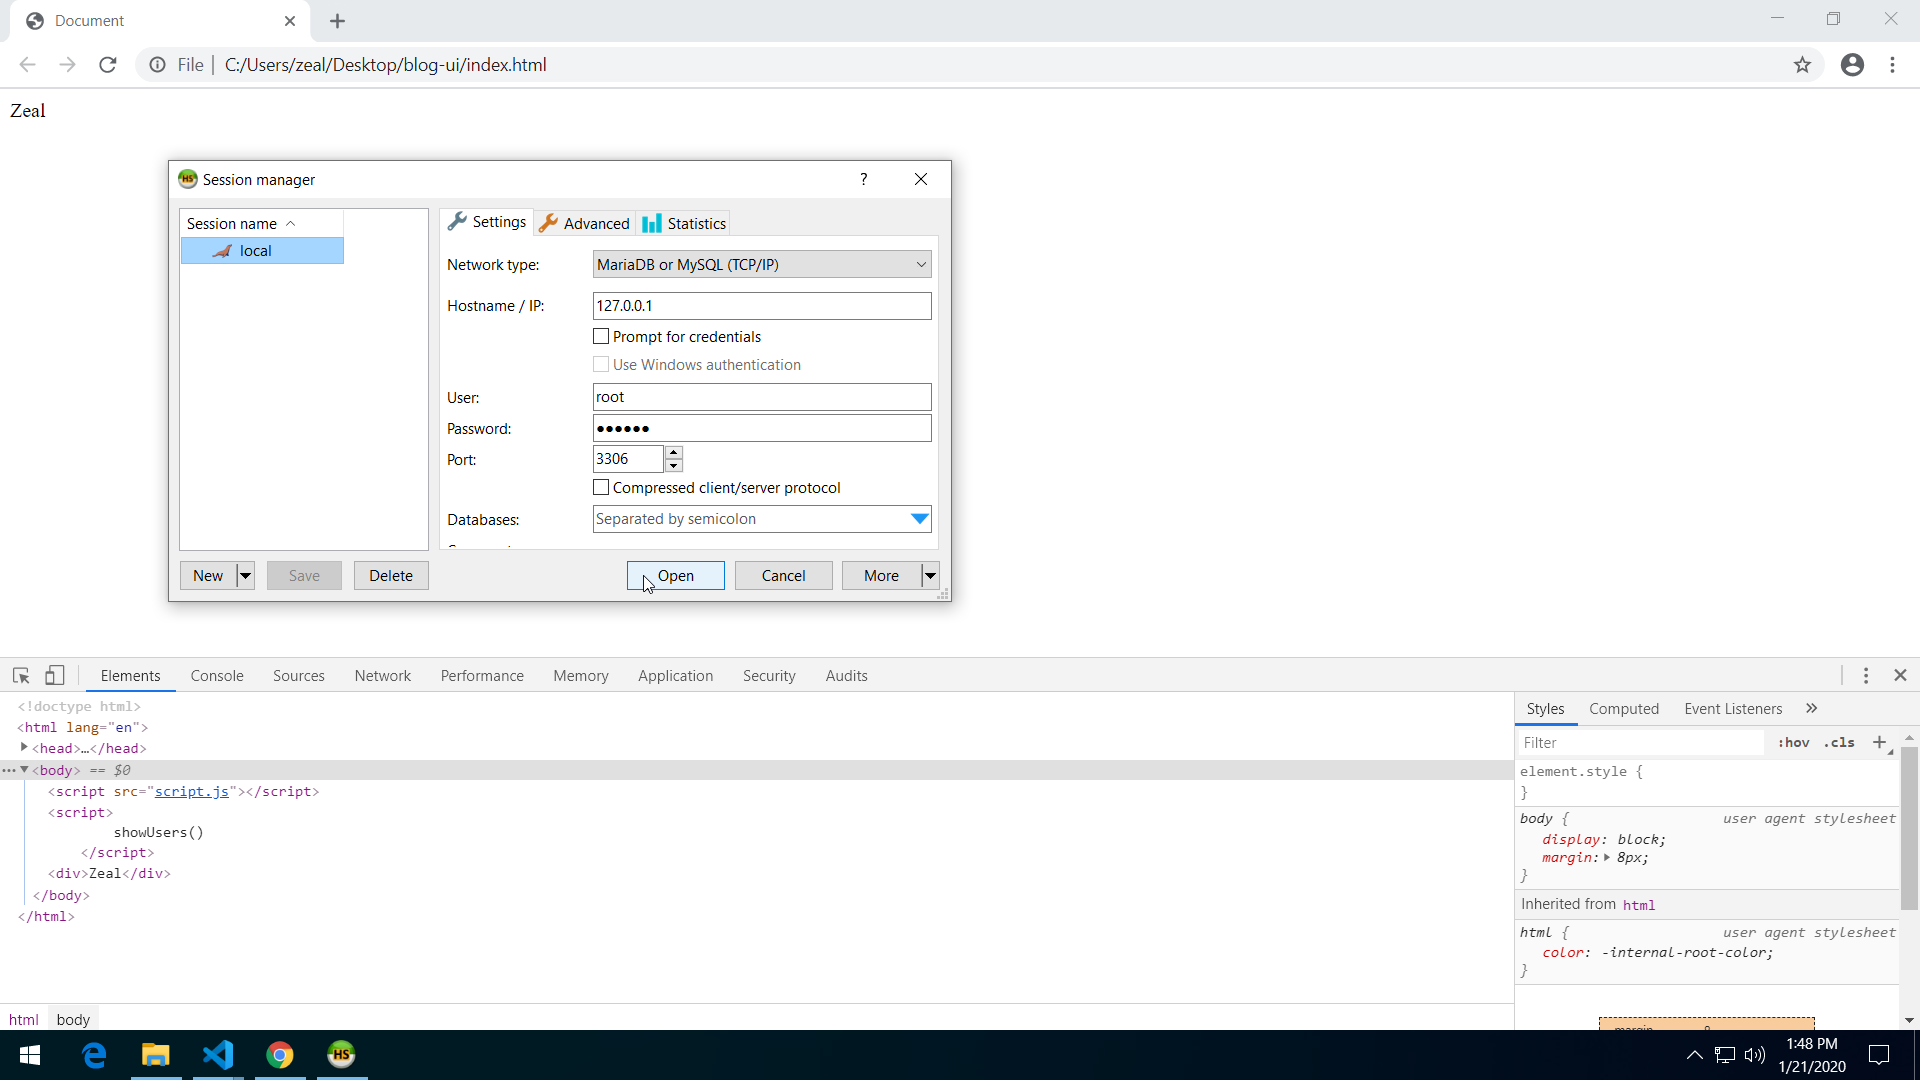 Document
File
C:/Users/zeal/Desktop/blog-ui/index.html
Zeal
HS Session manager
?
Session name
local
Settings
Advanced
Statistics
Network type:
MariaDB or MySQL (TCP/IP)
Hostname / IP:
127.0.0.1
Prompt for credentials
Use Windows authentication
User:
root
Password:
●●●●●●
Port:
3306
Compressed client/server protocol
Databases:
Separated by semicolon
New
Save
Delete
Open
Cancel
More
Elements
Console
Sources
Network
Performance
Memory
Application
Security
Audits
<!doctype html>
<html lang="en">
<head>…</head>
<body> == $0
<script src="script.js"></script>
<script>
showUsers()
</script>
<div>Zeal</div>
</body>
</html>
html
body
Styles
Computed
Event Listeners
»
Filter
:hov
.cls
+
element.style {
}
body {
user agent stylesheet
display: block;
margin: 8px;
}
Inherited from html
html {
user agent stylesheet
color: -internal-root-color;
}
margin
HS
1:48 PM
1/21/2020